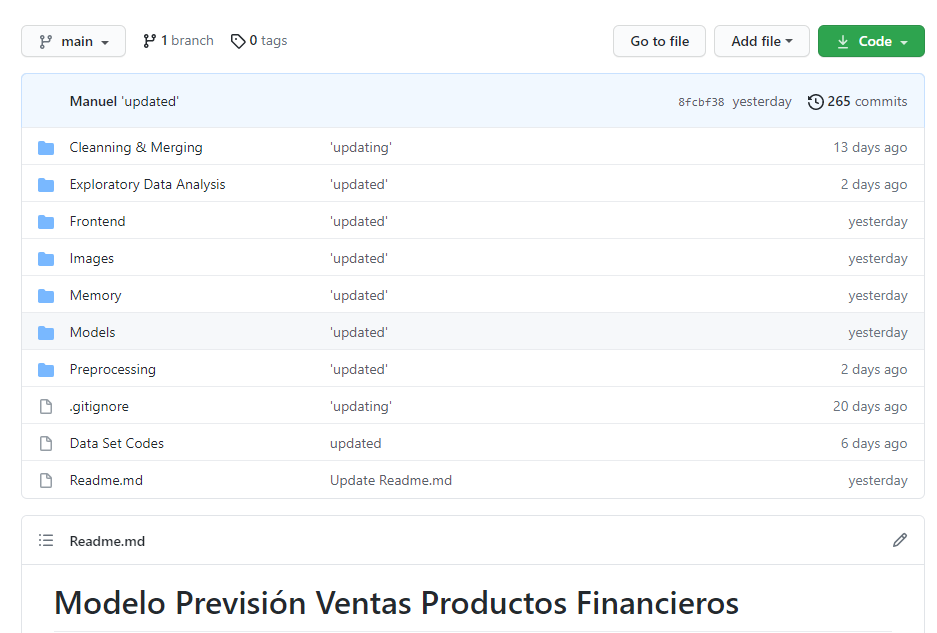 main 1 branch 0 tags Go to file Add file Code
Manuel 'updated' 8fcbf38 yesterday 265 commits
Cleanning & Merging 'updating' 13 days ago
Exploratory Data Analysis 'updated' 2 days ago
Frontend 'updated' yesterday
Images 'updated' yesterday
Memory 'updated' yesterday
Models 'updated' yesterday
Preprocessing 'updated' 2 days ago
.gitignore 'updating' 20 days ago
Data Set Codes updated 6 days ago
Readme.md Update Readme.md yesterday
Readme.md
Modelo Previsión Ventas Productos Financieros